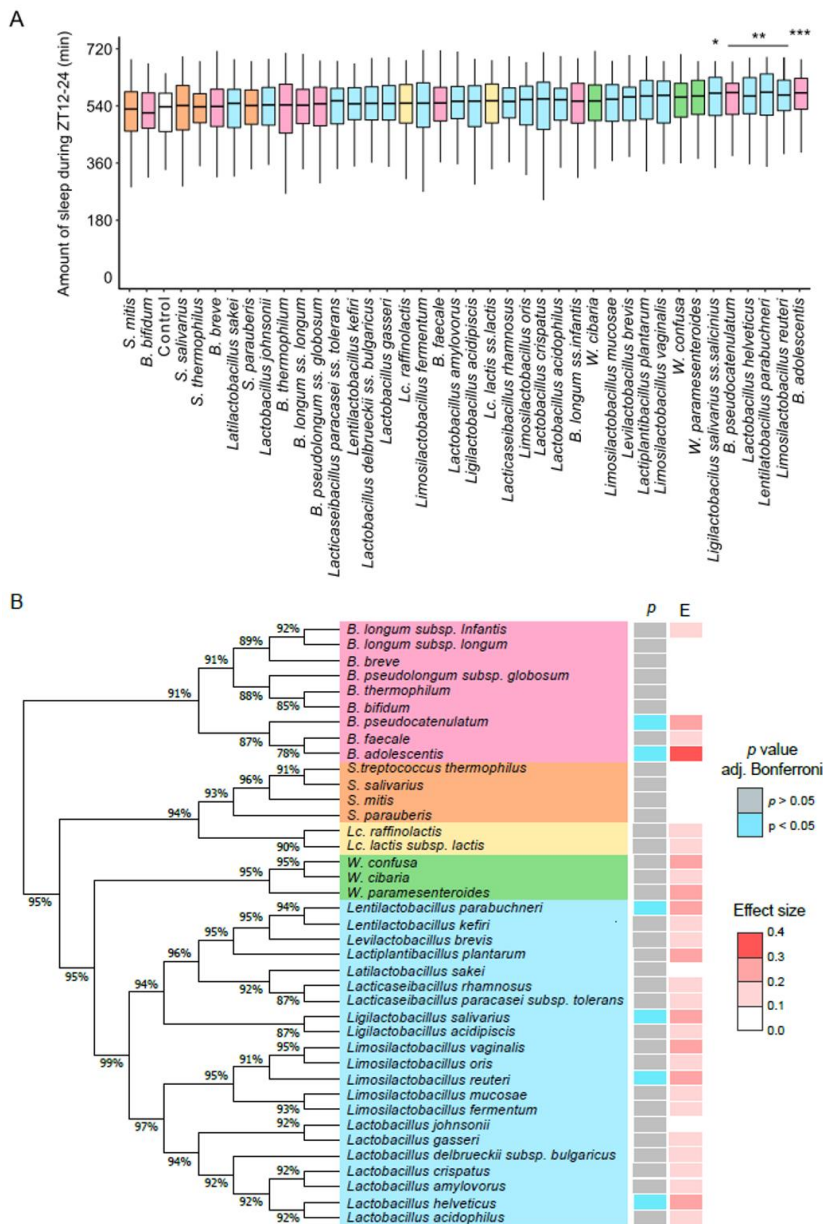 A
Amount of sleep during ZT12-24 (min)
720
540
360
180
0
*
**
***
S. mitis
B. bifidum
Control
S. salivarius
S. thermophilus
B. breve
Latilactobacillus sakei
S. parauberis
Lactobacillus johnsonii
B. thermophilum
B. longum ss. longum
B. pseudolongum ss. globosum
Lacticaseibacillus paracasei ss. tolerans
Lentilactobacillus kefiri
Lactobacillus delbrueckii ss. bulgaricus
Lactobacillus gasseri
Lc. raffinolactis
Limosilactobacillus fermentum
B. faecale
Lactobacillus amylovorus
Ligilactobacillus acidipiscis
Lc. lactis ss.lactis
Lacticaseibacillus rhamnosus
Limosilactobacillus oris
Lactobacillus crispatus
Lactobacillus acidophilus
B. longum ss.infantis
W. cibaria
Limosilactobacillus mucosae
Levilactobacillus brevis
Lactiplantibacillus plantarum
Limosilactobacillus vaginalis
W. confusa
W. paramesenteroides
Ligilactobacillus salivarius ss.salicinius
B. pseudocatenulatum
Lactobacillus helveticus
Lentilatobacillus parabuchneri
Limosilactobacillus reuteri
B. adolescentis
B
p E
92% B. longum subsp. Infantis
89% B. longum subsp. longum
91% B. breve
B. pseudolongum subsp. globosum
88% B. thermophilum
91% 85% B. bifidum
B. pseudocatenulatum
87% B. faecale
78% B. adolescentis
91% S.treptococcus thermophilus
96% S. salivarius
93% S. mitis
94% S. parauberis
Lc. raffinolactis
90% Lc. lactis subsp. lactis
95% W. confusa
95% W. cibaria
95% W. paramesenteroides
94% Lentilactobacillus parabuchneri
95% Lentilactobacillus kefiri
95% Levilactobacillus brevis
96% Lactiplantibacillus plantarum
95% Latilactobacillus sakei
94% 92% Lacticaseibacillus rhamnosus
87% Lacticaseibacillus paracasei subsp. tolerans
Ligilactobacillus salivarius
99% 87% Ligilactobacillus acidipiscis
95% Limosilactobacillus vaginalis
91% Limosilactobacillus oris
95% Limosilactobacillus reuteri
Limosilactobacillus mucosae
97% 93% Limosilactobacillus fermentum
92% Lactobacillus johnsonii
Lactobacillus gasseri
94% Lactobacillus delbrueckii subsp. bulgaricus
92% 92% Lactobacillus crispatus
Lactobacillus amylovorus
92% Lactobacillus helveticus
92% Lactobacillus acidophilus
p value
adj. Bonferroni
p > 0.05
p < 0.05
Effect size
0.4
0.3
0.2
0.1
0.0